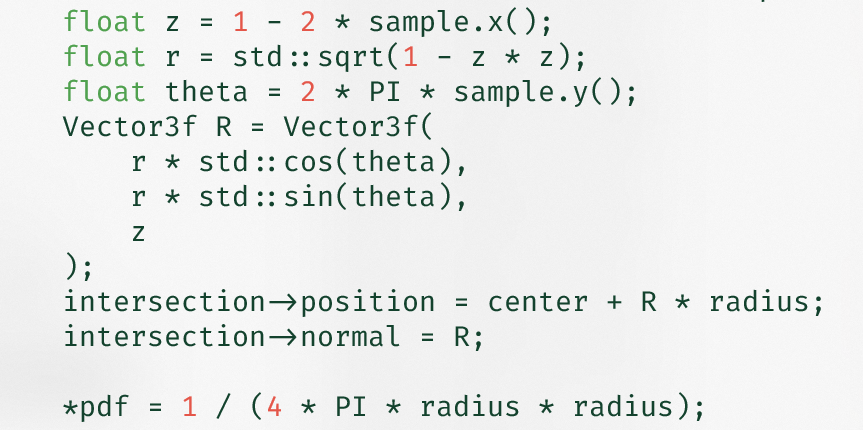 float z = 1 - 2 * sample.x();
float r = std::sqrt(1 - z * z);
float theta = 2 * PI * sample.y();
Vector3f R = Vector3f(
    r * std::cos(theta),
    r * std::sin(theta),
    z
);
intersection->position = center + R * radius;
intersection->normal = R;

*pdf = 1 / (4 * PI * radius * radius);